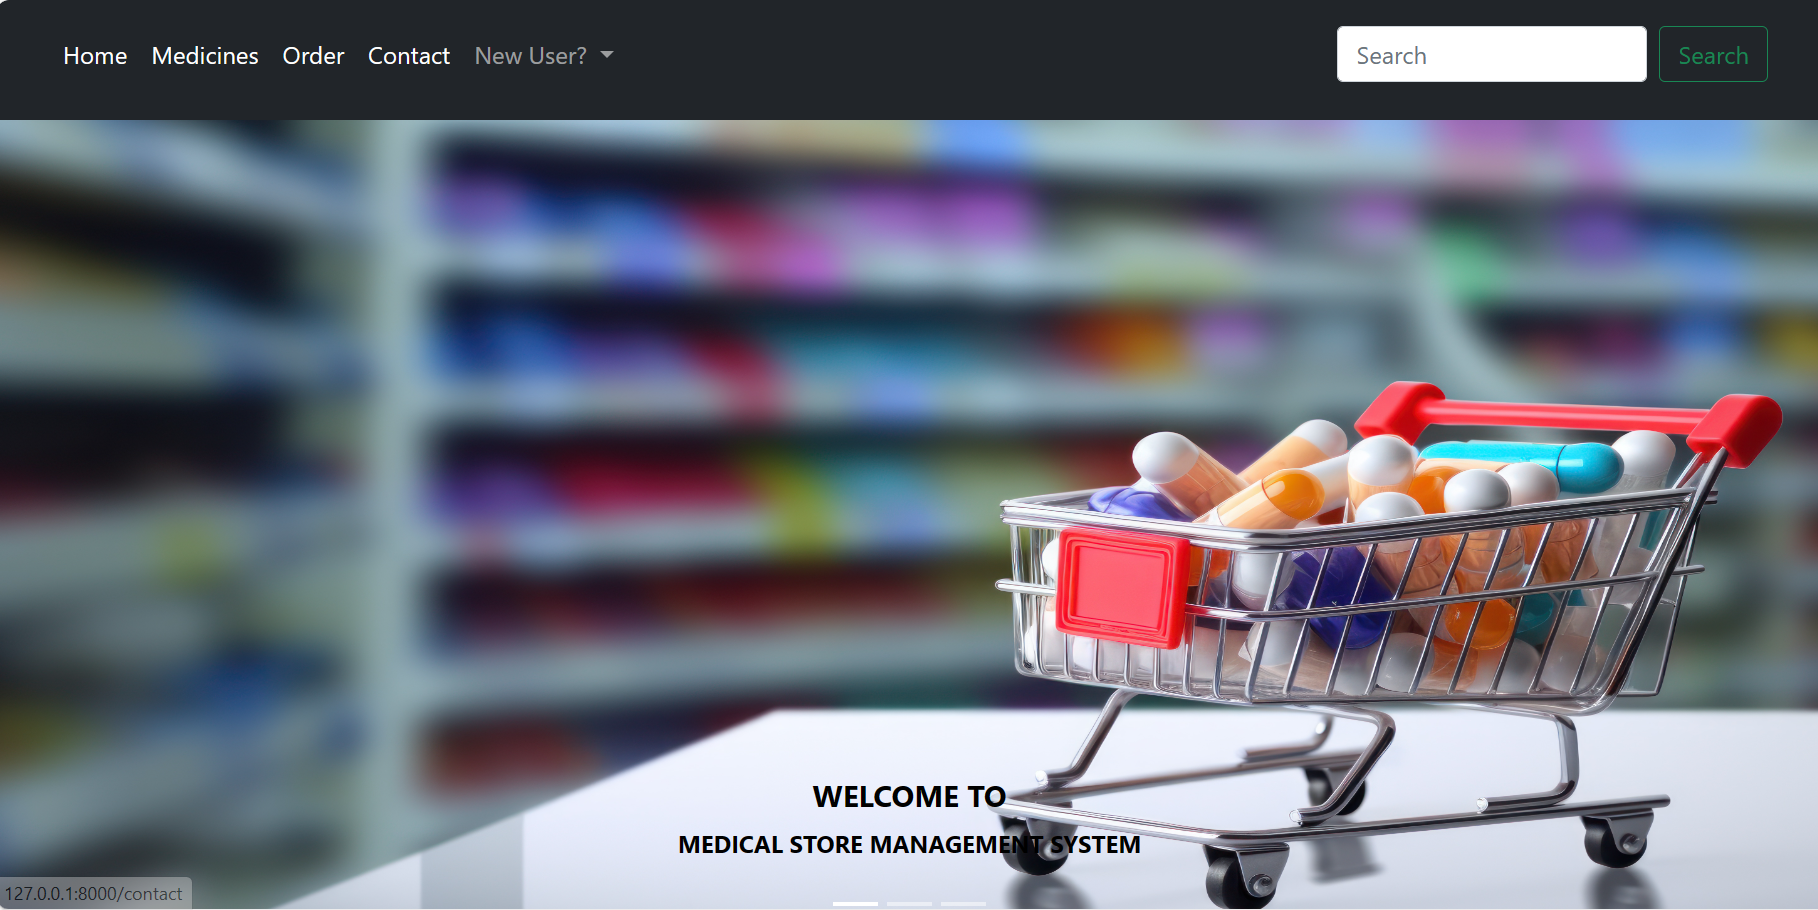 Home Medicines Order Contact New User? Search Search
WELCOME TO
MEDICAL STORE MANAGEMENT SYSTEM
127.0.0.1:8000/contact